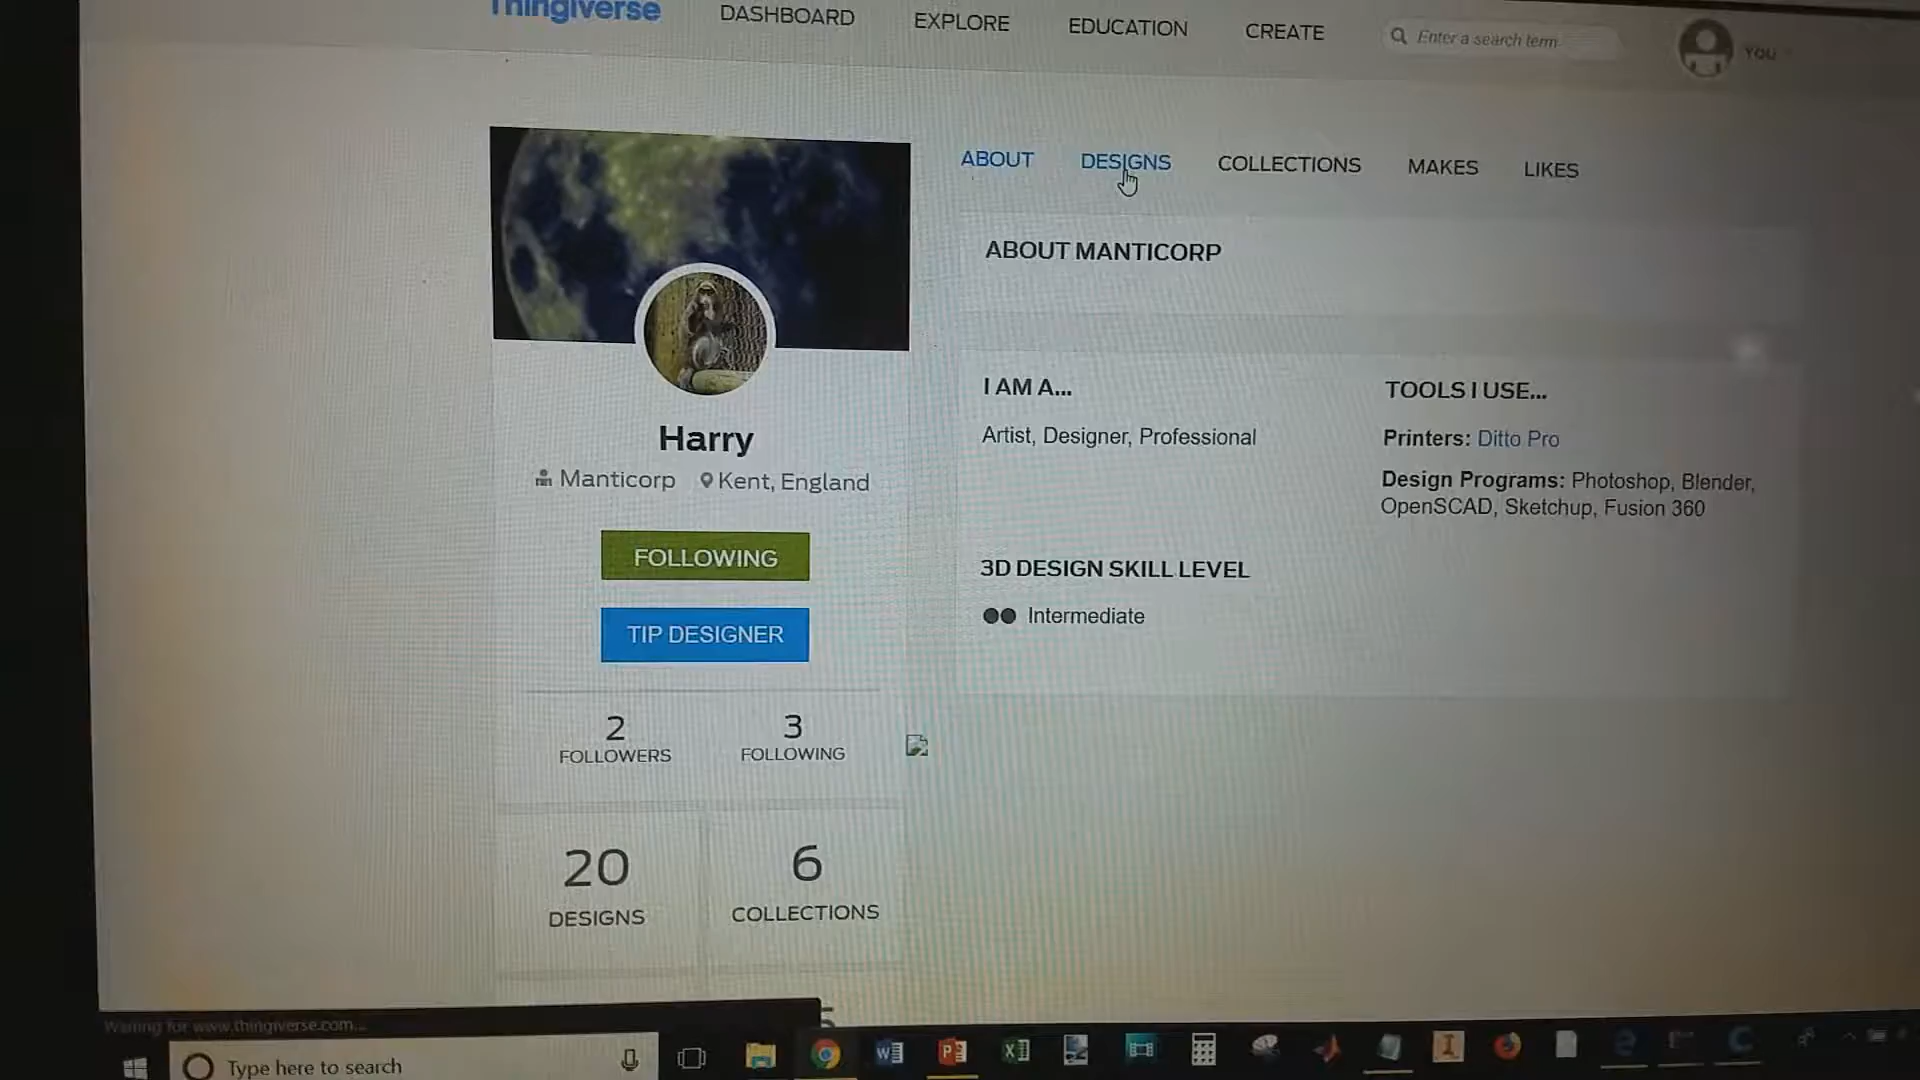 Thingiverse
DASHBOARD EXPLORE EDUCATION CREATE Enter a search term YOU
ABOUT DESIGNS COLLECTIONS MAKES LIKES
ABOUT MANTICORP
I AM A...
Artist, Designer, Professional
TOOLS I USE...
Printers: Ditto Pro
Design Programs: Photoshop, Blender,
OpenSCAD, Sketchup, Fusion 360
3D DESIGN SKILL LEVEL
Intermediate
Harry
Manticorp Kent, England
FOLLOWING
TIP DESIGNER
2 3
FOLLOWERS FOLLOWING
20 6
DESIGNS COLLECTIONS
Waiting for www.thingiverse.com...
Type here to search